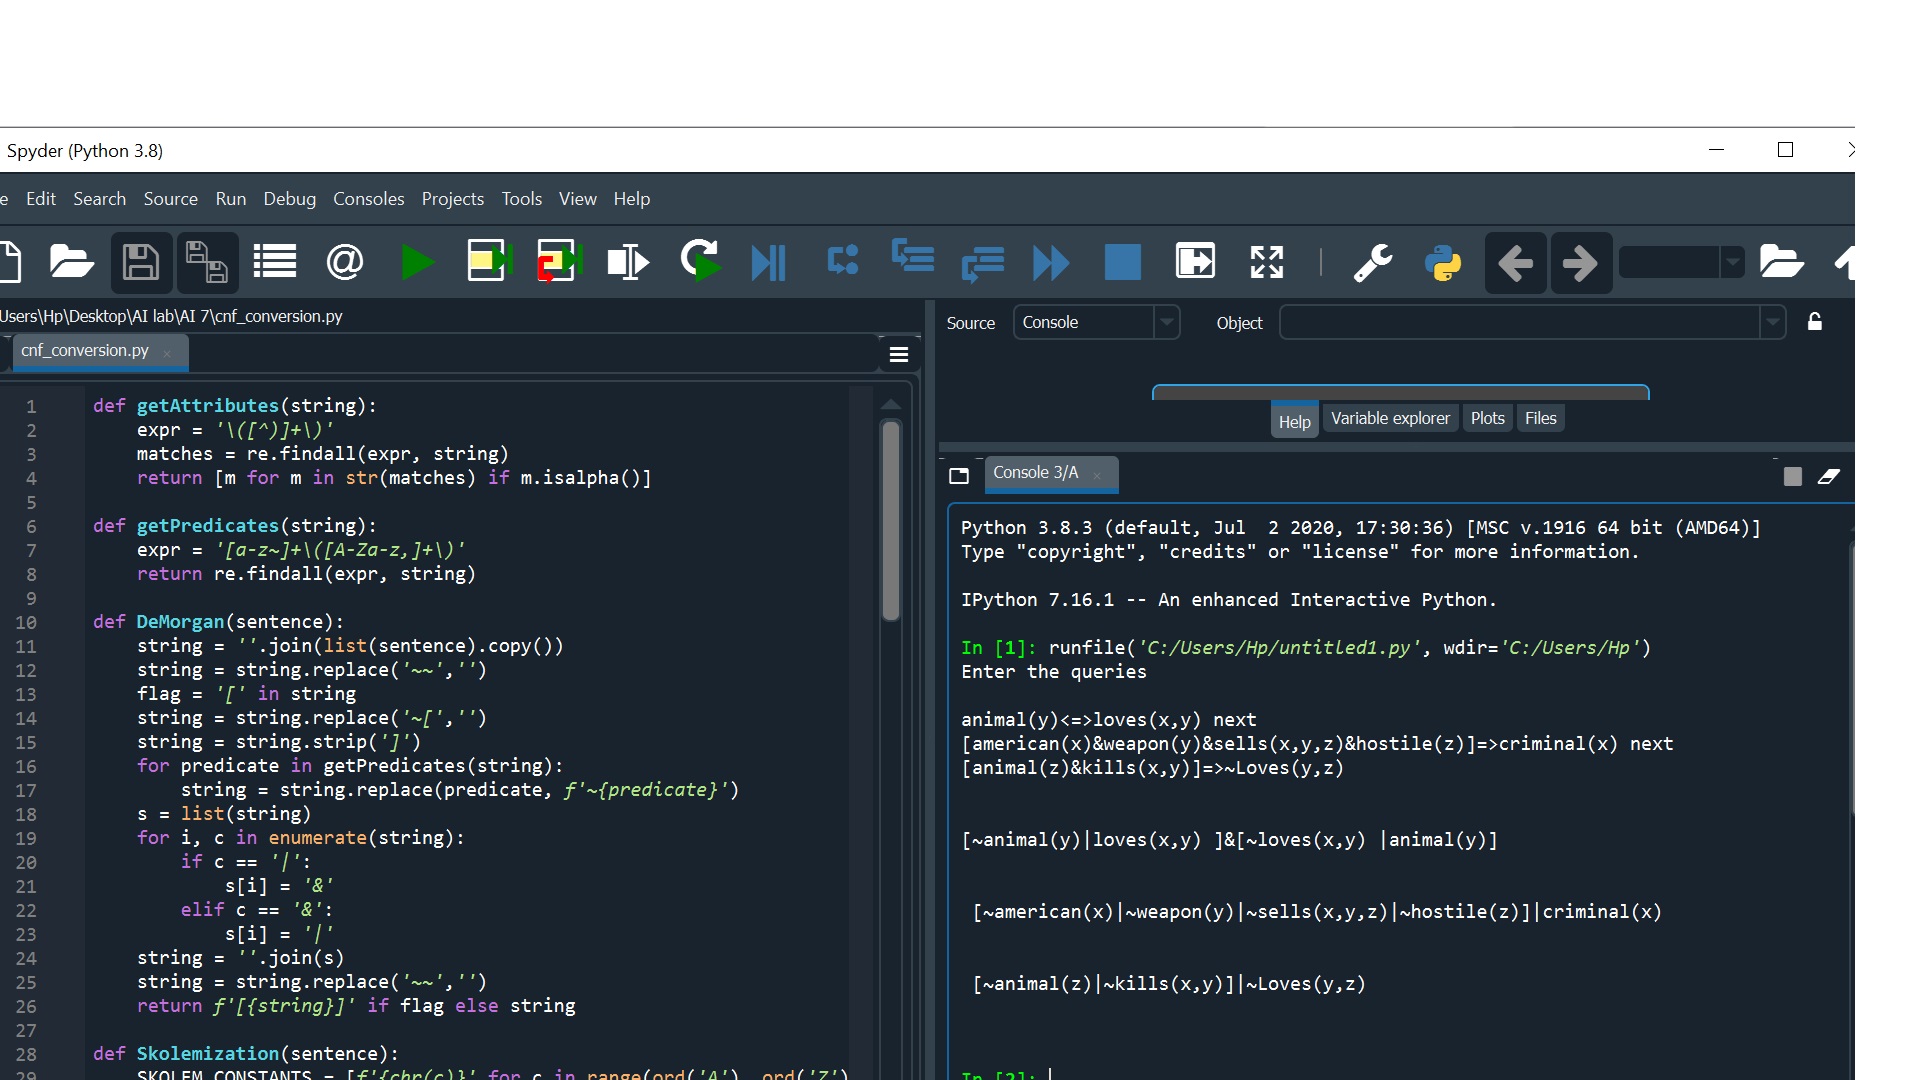 Spyder (Python 3.8)
e Edit Search Source Run Debug Consoles Projects Tools View Help
Users\Hp\Desktop\AI lab\AI 7\cnf_conversion.py
cnf_conversion.py
1 def getAttributes(string):
2 expr = '\([^)]+\)'
3 matches = re.findall(expr, string)
4 return [m for m in str(matches) if m.isalpha()]
5
6 def getPredicates(string):
7 expr = '[a-z~]+\([A-Za-z,]+\)'
8 return re.findall(expr, string)
9
10 def DeMorgan(sentence):
11 string = ''.join(list(sentence).copy())
12 string = string.replace('~~','')
13 flag = '[' in string
14 string = string.replace('~[','')
15 string = string.strip(']')
16 for predicate in getPredicates(string):
17 string = string.replace(predicate, f'~{predicate}')
18 s = list(string)
19 for i, c in enumerate(string):
20 if c == '|':
21 s[i] = '&'
22 elif c == '&':
23 s[i] = '|'
24 string = ''.join(s)
25 string = string.replace('~~','')
26 return f'[{string}]' if flag else string
27
28 def Skolemization(sentence):
29 SKOLEM_CONSTANTS = [f'{chr(c)}' for c in range(ord('A'), ord('Z')
Source Console Object
Help Variable explorer Plots Files
Console 3/A
Python 3.8.3 (default, Jul  2 2020, 17:30:36) [MSC v.1916 64 bit (AMD64)]
Type "copyright", "credits" or "license" for more information.
IPython 7.16.1 -- An enhanced Interactive Python.
In [1]: runfile('C:/Users/Hp/untitled1.py', wdir='C:/Users/Hp')
Enter the queries
animal(y)<=>loves(x,y) next
[american(x)&weapon(y)&sells(x,y,z)&hostile(z)]=>criminal(x) next
[animal(z)&kills(x,y)]=>~Loves(y,z)
[~animal(y)|loves(x,y) ]&[~loves(x,y) |animal(y)]
[~american(x)|~weapon(y)|~sells(x,y,z)|~hostile(z)]|criminal(x)
[~animal(z)|~kills(x,y)]|~Loves(y,z)
In [2]: